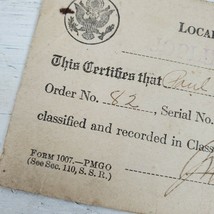 LOCA
This Certifies that Paul
Order No. 82, Serial No.
classified and recorded in Class
FORM 1007.—PMGO
(See Sec. 110, S. S. R.)